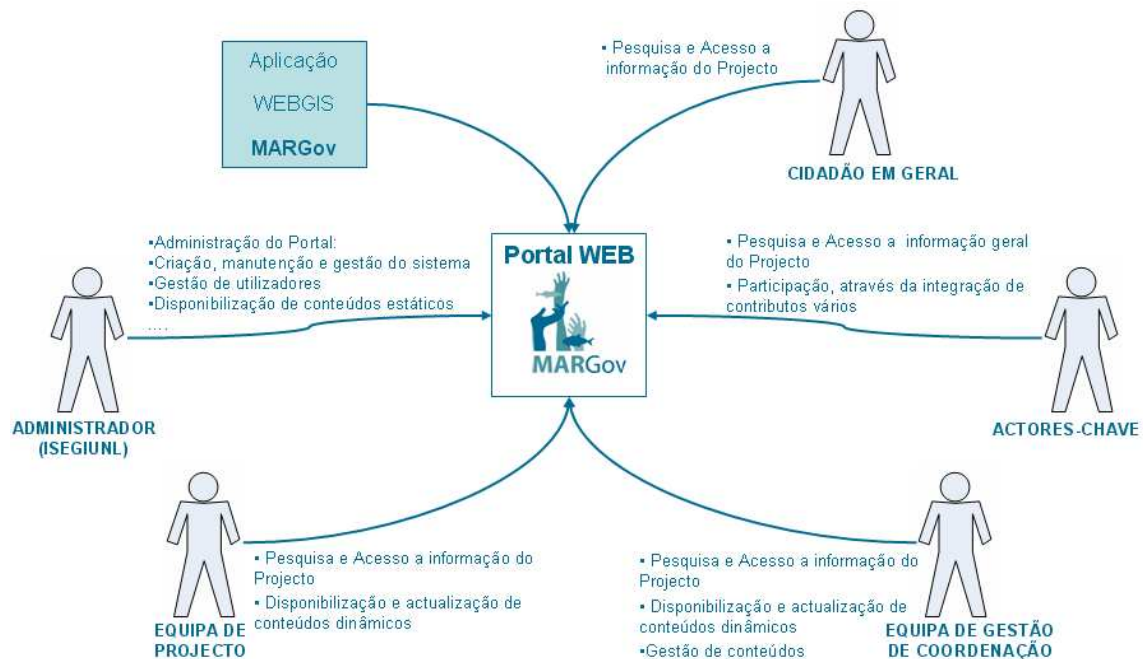 Aplicação
WEBGIS
MARGov
▪ Pesquisa e Acesso a
informação do Projecto
CIDADÃO EM GERAL
▪Administração do Portal:
▪Criação, manutenção e gestão do sistema
▪Gestão de utilizadores
▪Disponibilização de conteúdos estáticos
....
ADMINISTRADOR
(ISEGIUNL)
Portal WEB
MARGov
▪ Pesquisa e Acesso a informação geral
do Projecto
▪ Participação, através da integração de
contributos vários
ACTORES-CHAVE
▪ Pesquisa e Acesso a informação do
Projecto
▪ Disponibilização e actualização de
conteúdos dinâmicos
EQUIPA DE
PROJECTO
▪ Pesquisa e Acesso a informação do
Projecto
▪ Disponibilização e actualização de
conteúdos dinâmicos
▪Gestão de conteúdos
EQUIPA DE GESTÃO
DE COORDENAÇÃO